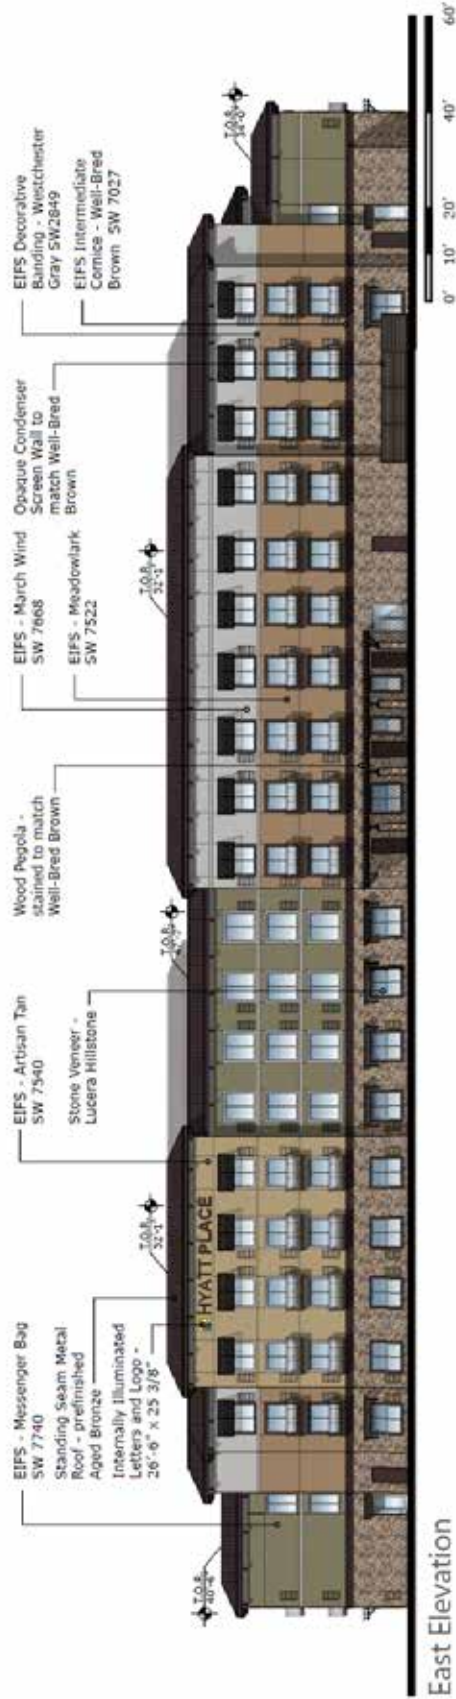 EIFS - Messenger Bag
SW 7740
Standing Seam Metal
Roof - prefinished
Aged Bronze
Internally Illuminated
Letters and Logo -
26'-6" x 25 3/8"
EIFS - Artisan Tan
SW 7540
Stone Veneer -
Lucera Hillstone
Wood Pegola -
stained to match
Well-Bred Brown
EIFS - March Wind
SW 7668
EIFS - Meadowlark
SW 7522
Opaque Condenser
Screen Wall to
match Well-Bred
Brown
EIFS Decorative
Banding - Westchester
Gray SW2849
EIFS Intermediate
Cornice - Well-Bred
Brown SW 7027
T.O.R.
T.O.R.
52'-1"
T.O.R.
T.O.R.
52'-1"
T.O.R.
HYATT PLACE
East Elevation
0' 10' 20' 40' 60'